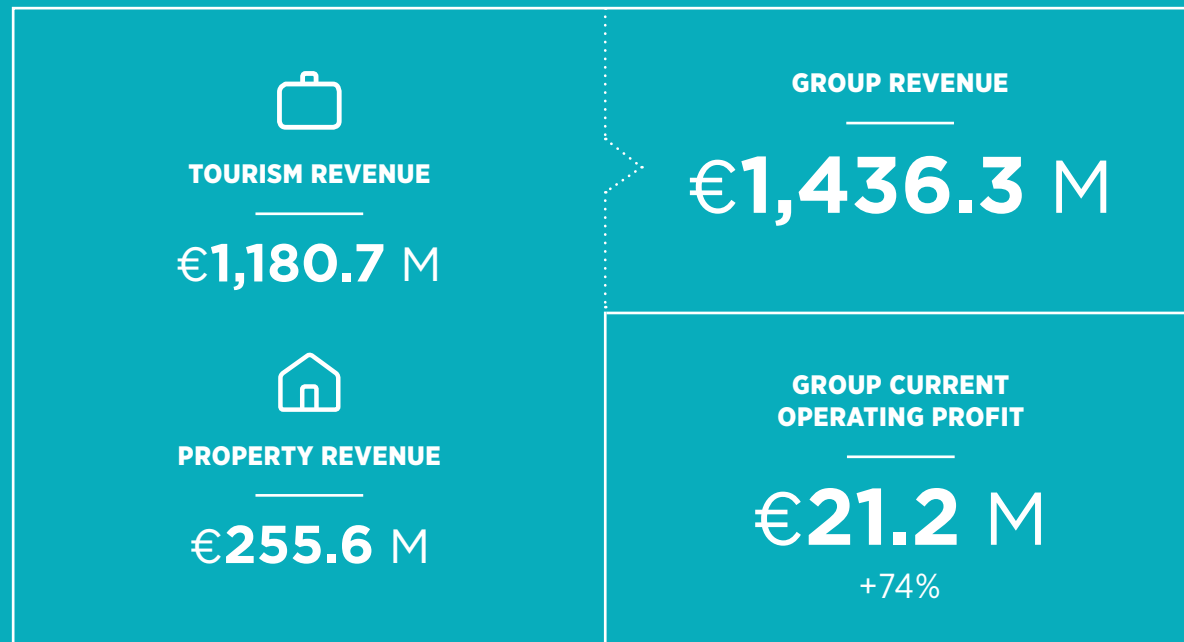 TOURISM REVENUE
€1,180.7 M
PROPERTY REVENUE
€255.6 M
GROUP REVENUE
€1,436.3 M
GROUP CURRENT
OPERATING PROFIT
€21.2 M
+74%